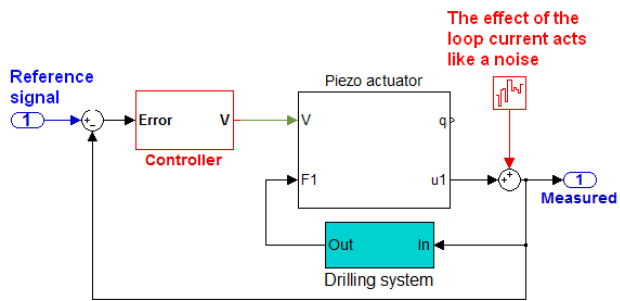 The effect of the
loop current acts
like a noise
Reference
signal
Piezo actuator
1
Error
V
V
q
Controller
F1
u1
1
Measured
Out
In
Drilling system